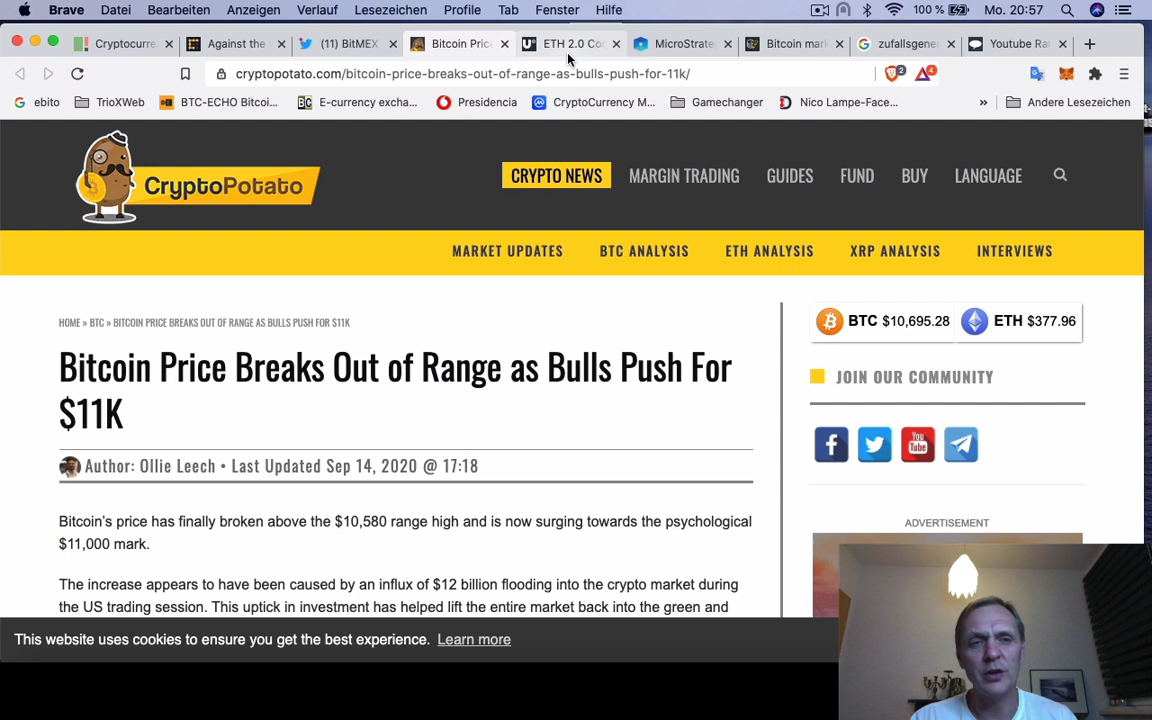 Brave Datei Bearbeiten Anzeigen Verlauf Lesezeichen Profile Tab Fenster Hilfe 100 % Mo. 20:57
Cryptocurre Against the (11) BitMEX Bitcoin Pric ETH 2.0 Co MicroStrate Bitcoin mar zufallsgener Youtube Ran
cryptopotato.com/bitcoin-price-breaks-out-of-range-as-bulls-push-for-11k/ 2 4
ebito TrioXWeb BTC-ECHO Bitcoi... E-currency excha... Presidencia CryptoCurrency M... Gamechanger Nico Lampe-Face... » Andere Lesezeichen
CryptoPotato CRYPTO NEWS MARGIN TRADING GUIDES FUND BUY LANGUAGE
MARKET UPDATES BTC ANALYSIS ETH ANALYSIS XRP ANALYSIS INTERVIEWS
HOME » BTC » BITCOIN PRICE BREAKS OUT OF RANGE AS BULLS PUSH FOR $11K
Bitcoin Price Breaks Out of Range as Bulls Push For
$11K
Author: Ollie Leech • Last Updated Sep 14, 2020 @ 17:18
Bitcoin's price has finally broken above the $10,580 range high and is now surging towards the psychological
$11,000 mark.
The increase appears to have been caused by an influx of $12 billion flooding into the crypto market during
the US trading session. This uptick in investment has helped lift the entire market back into the green and
BTC $10,695.28 ETH $377.96
JOIN OUR COMMUNITY
You
Tube
ADVERTISEMENT
This website uses cookies to ensure you get the best experience. Learn more